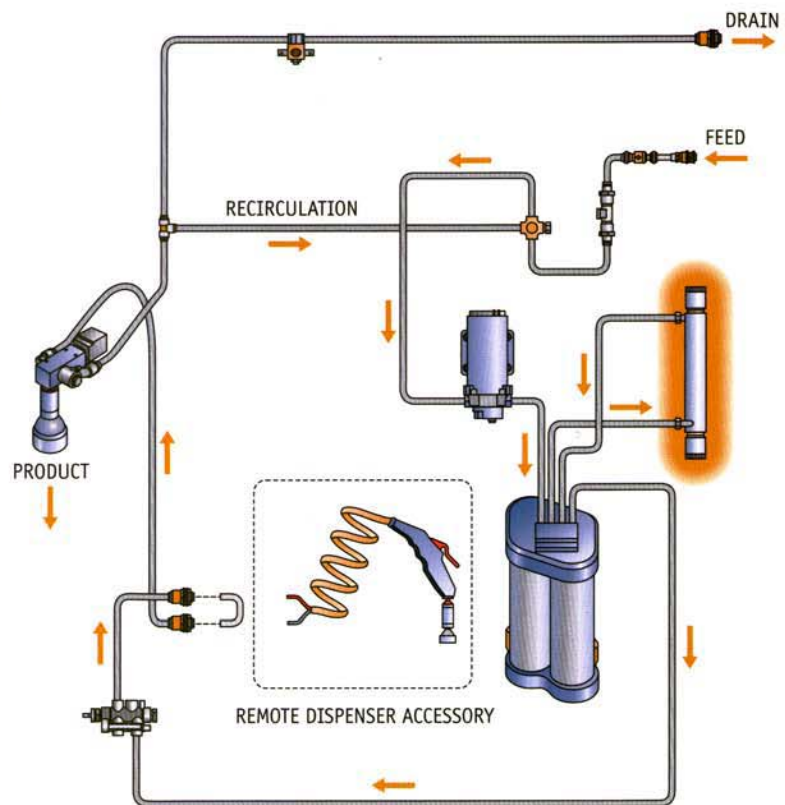 DRAIN
FEED
RECIRCULATION
PRODUCT
REMOTE DISPENSER ACCESSORY